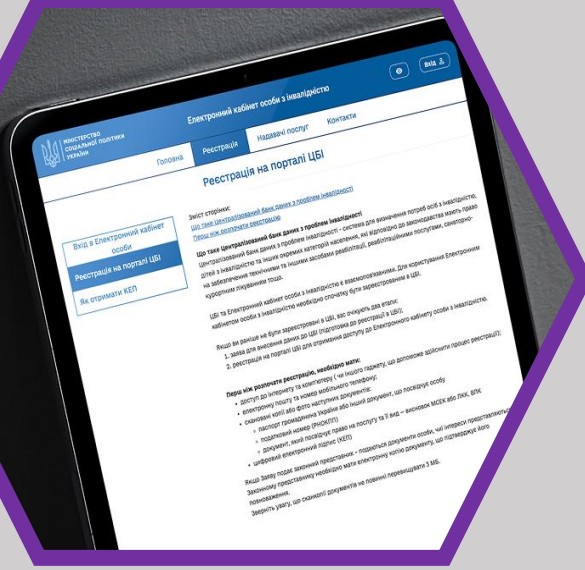 МІНІСТЕРСТВО
СОЦІАЛЬНОЇ ПОЛІТИКИ
УКРАЇНИ
Електронний кабінет особи з інвалідністю
Вхід
Головна
Реєстрація
Надавачі послуг
Контакти
Вхід в Електронний кабінет
особи
Реєстрація на порталі ЦБІ
Як отримати КЕП
Реєстрація на порталі ЦБІ
Зміст сторінки:
Що таке Централізований банк даних з проблем інвалідності
Перш ніж розпочати реєстрацію
Що таке Централізований банк даних з проблем інвалідності
Централізований банк даних з проблем інвалідності - система для визначення потреб осіб з інвалідністю,
дітей з інвалідністю та інших окремих категорій населення, які відповідно до законодавства мають право
на забезпечення технічними та іншими засобами реабілітації, реабілітаційними послугами, санаторно-
курортним лікуванням тощо.
ЦБІ та Електронний кабінет особи з інвалідністю є взаємопов'язаними. Для користування Електронним
кабінетом особи з інвалідністю необхідно спочатку бути зареєстрованим в ЦБІ.
Якщо ви раніше не були зареєстровані в ЦБІ, вас очікують два етапи:
1. заява для внесення даних до ЦБІ (підготовка до реєстрації в ЦБІ);
2. реєстрація на порталі ЦБІ для отримання доступу до Електронного кабінету особи з інвалідністю.
Перш ніж розпочати реєстрацію, необхідно мати:
• доступ до інтернету та комп'ютеру ( чи іншого гаджету, що допоможе здійснити процес реєстрації);
• електронну пошту та номер мобільного телефону;
• скановані копії або фото наступних документів:
◦ паспорт громадянина України або інший документ, що посвідчує особу
◦ податковий номер (РНОКПП)
◦ документ, який посвідчує право на послугу та її вид – висновок МСЕК або ЛКК, ВЛК
• цифровий електронний підпис (КЕП)
Якщо Заяву подає законний представник – подаються документи особи, чиї інтереси представляються
Законному представнику необхідно мати електронну копію документу, що підтверджує його
повноваження.
Зверніть увагу, що сканкопії документів не повинні перевищувати 3 МБ.